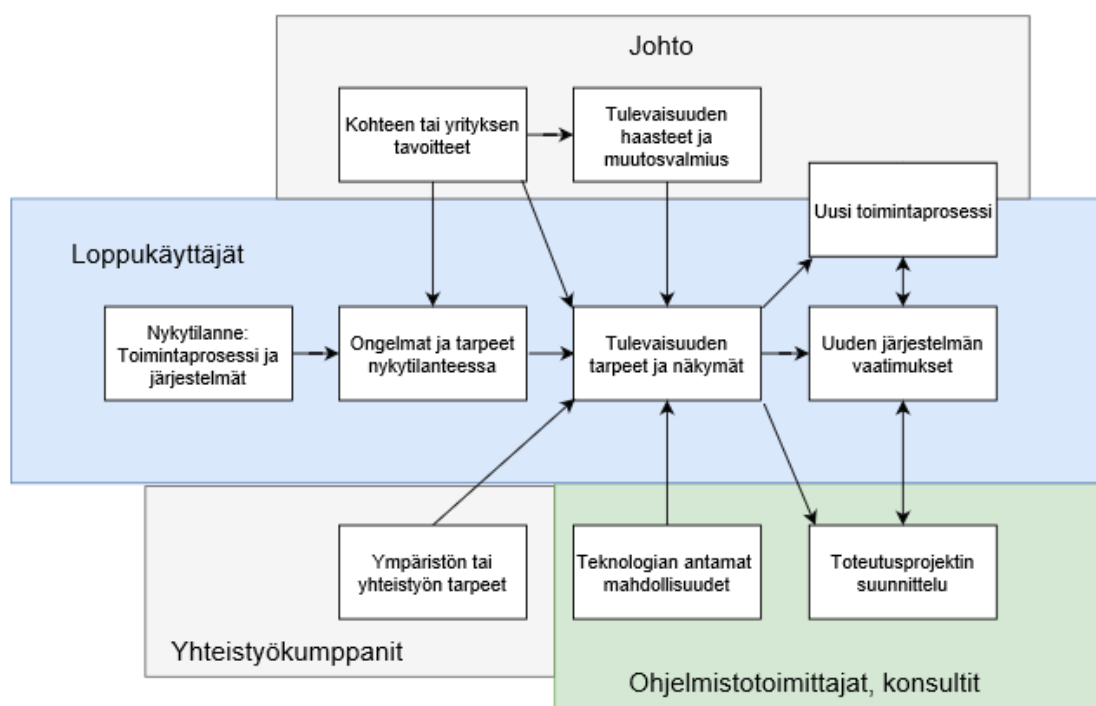 Johto
Kohteen tai yrityksen
tavoitteet
Tulevaisuuden
haasteet ja
muutosvalmius
Uusi toimintaprosessi
Loppukäyttäjät
Nykytilanne:
Toimintaprosessi ja
järjestelmät
Ongelmat ja tarpeet
nykytilanteessa
Tulevaisuuden
tarpeet ja näkymät
Uuden järjestelmän
vaatimukset
Ympäristön tai
yhteistyön tarpeet
Teknologian antamat
mahdollisuudet
Toteutusprojektin
suunnittelu
Yhteistyökumppanit
Ohjelmistotoimittajat, konsultit